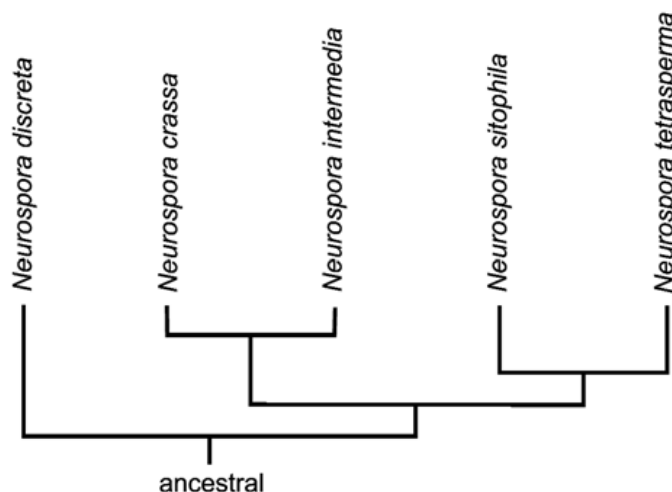 Neurospora discreta
Neurospora crassa
Neurospora intermedia
Neurospora sitophila
Neurospora tetrasperma
ancestral